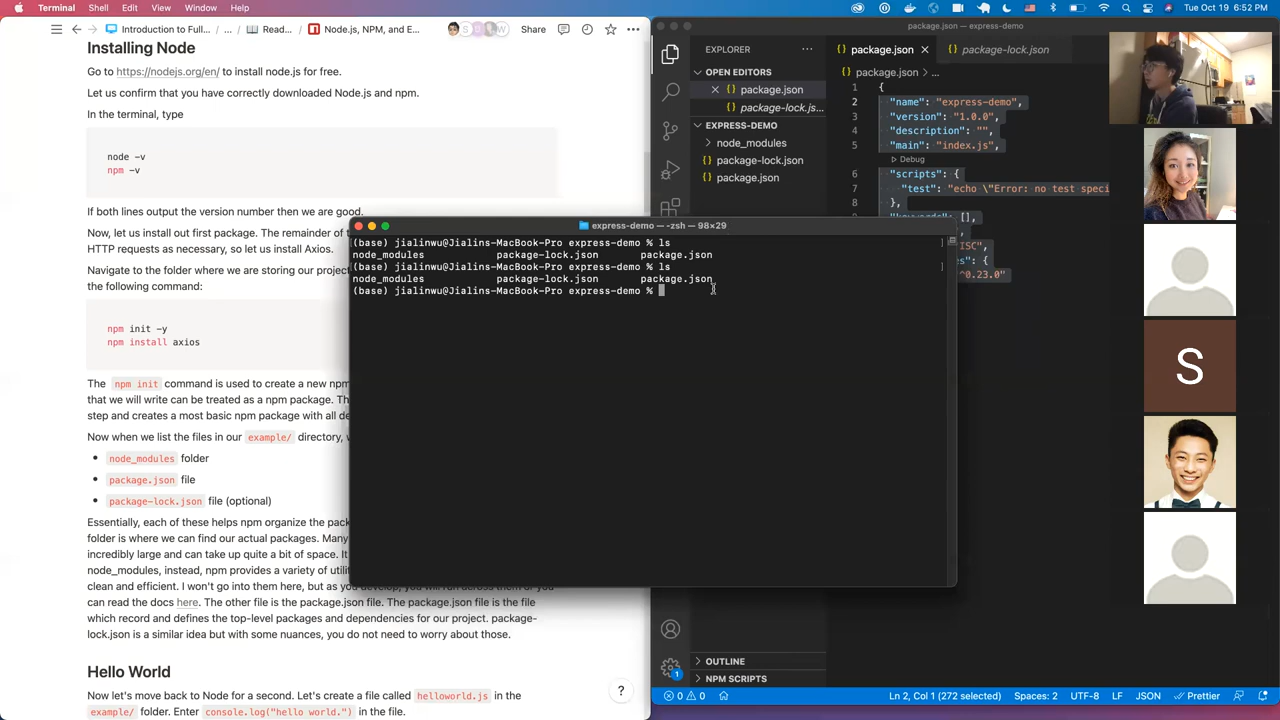 Terminal Shell Edit View Window Help
Tue Oct 19 6:52 PM
Introduction to Full... / ... / Read... / Node.js, NPM, and E...
Share
Installing Node
Go to https://nodejs.org/en/ to install node.js for free.
Let us confirm that you have correctly downloaded Node.js and npm.
In the terminal, type
node -v
npm -v
If both lines output the version number then we are good.
Now, let us install out first package. The remainder of
HTTP requests as necessary, so let us install Axios.
Navigate to the folder where we are storing our project
the following command:
npm init -y
npm install axios
The npm init command is used to create a new npm
that we will write can be treated as a npm package. Th
step and creates a most basic npm package with all de
Now when we list the files in our example/ directory,
node_modules folder
package.json file
package-lock.json file (optional)
Essentially, each of these helps npm organize the pack
folder is where we can find our actual packages. Many
incredibly large and can take up quite a bit of space. It
node_modules, instead, npm provides a variety of utilit
clean and efficient. I won't go into them here, but as you develop, you will run across them or you
can read the docs here. The other file is the package.json file. The package.json file is the file
which record and defines the top-level packages and dependencies for our project. package-
lock.json is a similar idea but with some nuances, you do not need to worry about those.
Hello World
Now let's move back to Node for a second. Let's create a file called helloworld.js in the
example/ folder. Enter console.log("hello world.") in the file.
?
express-demo — -zsh — 98×29
(base) jialinwu@Jialins-MacBook-Pro express-demo % ls
node_modules package-lock.json package.json
(base) jialinwu@Jialins-MacBook-Pro express-demo % ls
node_modules package-lock.json package.json
(base) jialinwu@Jialins-MacBook-Pro express-demo %
package.json — express-demo
EXPLORER
OPEN EDITORS
package.json
package-lock.js...
EXPRESS-DEMO
node_modules
package-lock.json
package.json
OUTLINE
NPM SCRIPTS
package.json
package-lock.json
package.json > ...
1 {
2 "name": "express-demo",
3 "version": "1.0.0",
4 "description": "",
5 "main": "index.js",
Debug
6 "scripts": {
7 "test": "echo \"Error: no test speci
8 },
[],
ISC"
es": {
^0.23.0"
S
1
0 0
Ln 2, Col 1 (272 selected) Spaces: 2 UTF-8 LF JSON Prettier